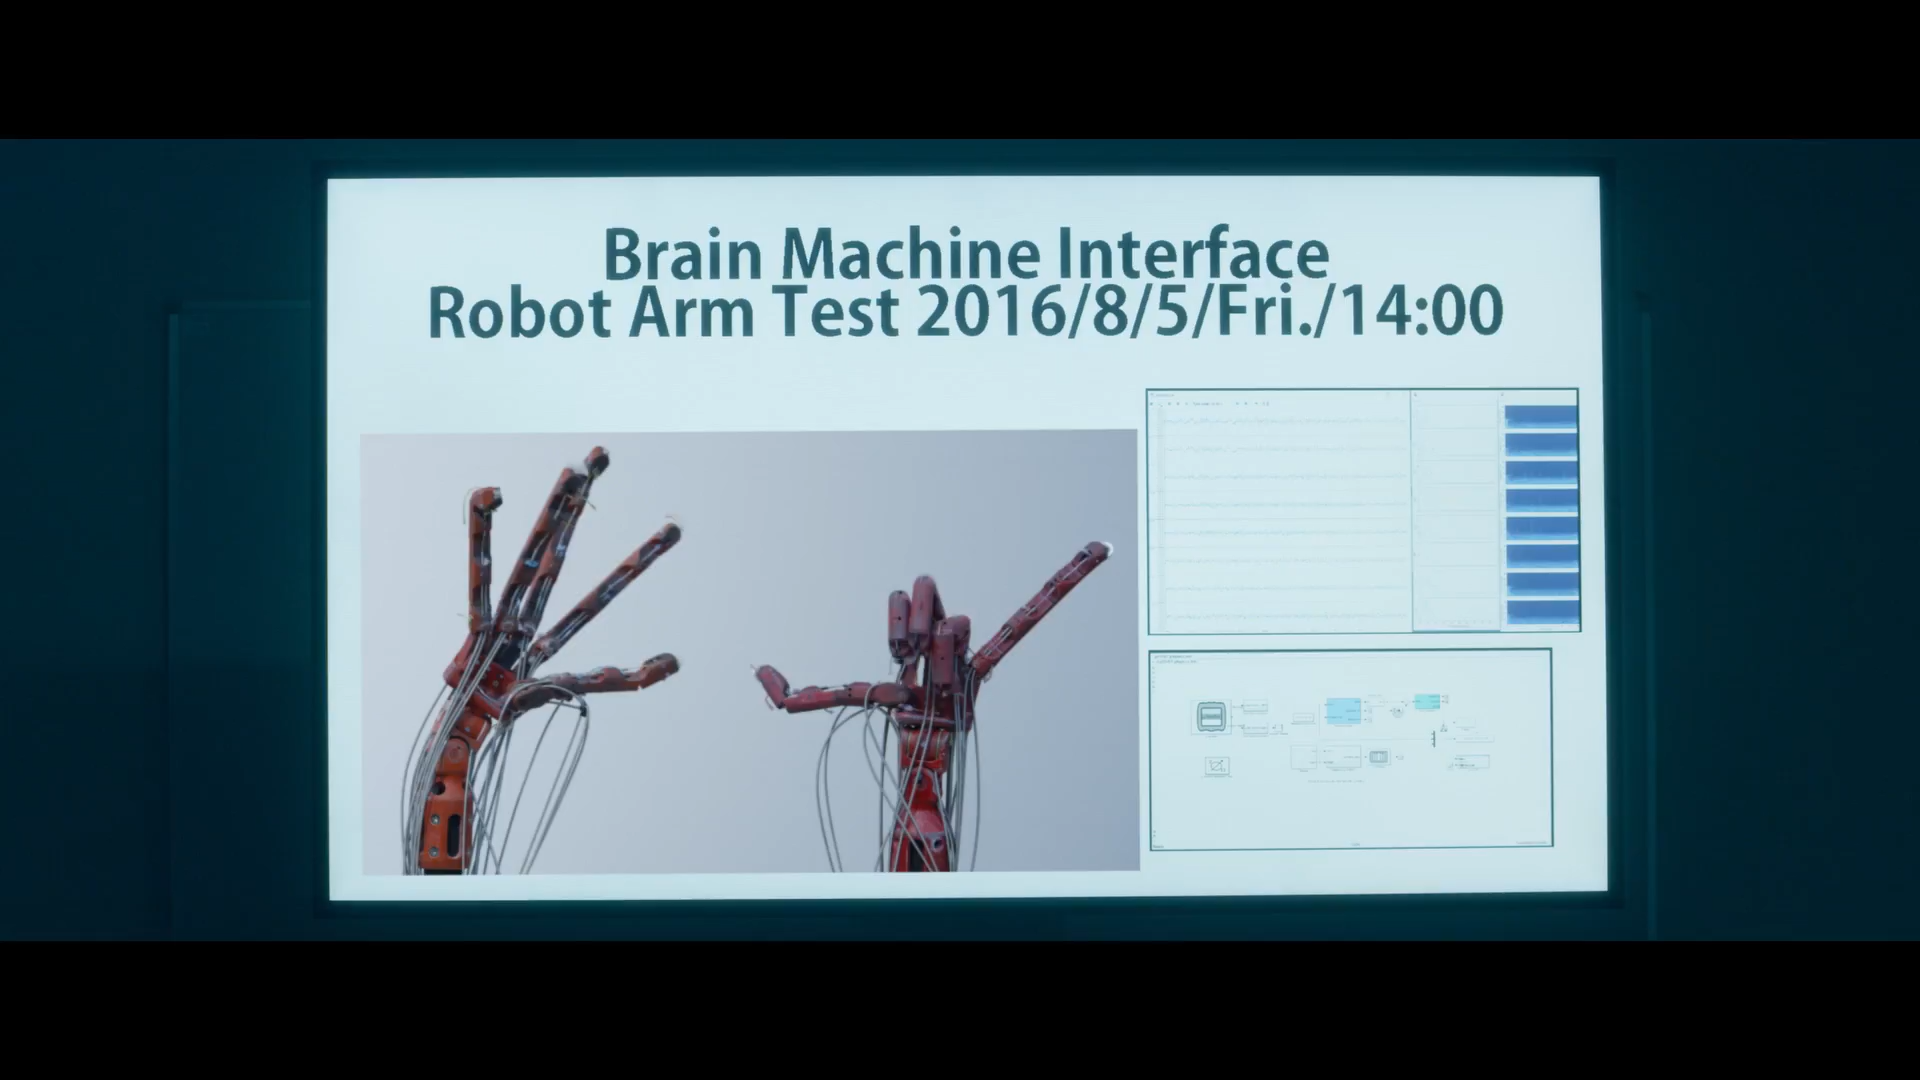 Brain Machine Interface
Robot Arm Test 2016/8/5/Fri./14:00